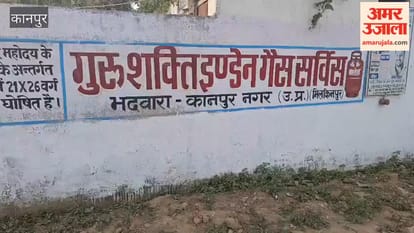 कानपुर
अमर उजाला
amarujala.com
महोदय के
के अन्तर्गत
21X26 वर्ग
घोषित है।
गुरु शक्ति इण्डेन गैस सर्विस
भदवारा - कानपुर नगर (उ.प्र.)